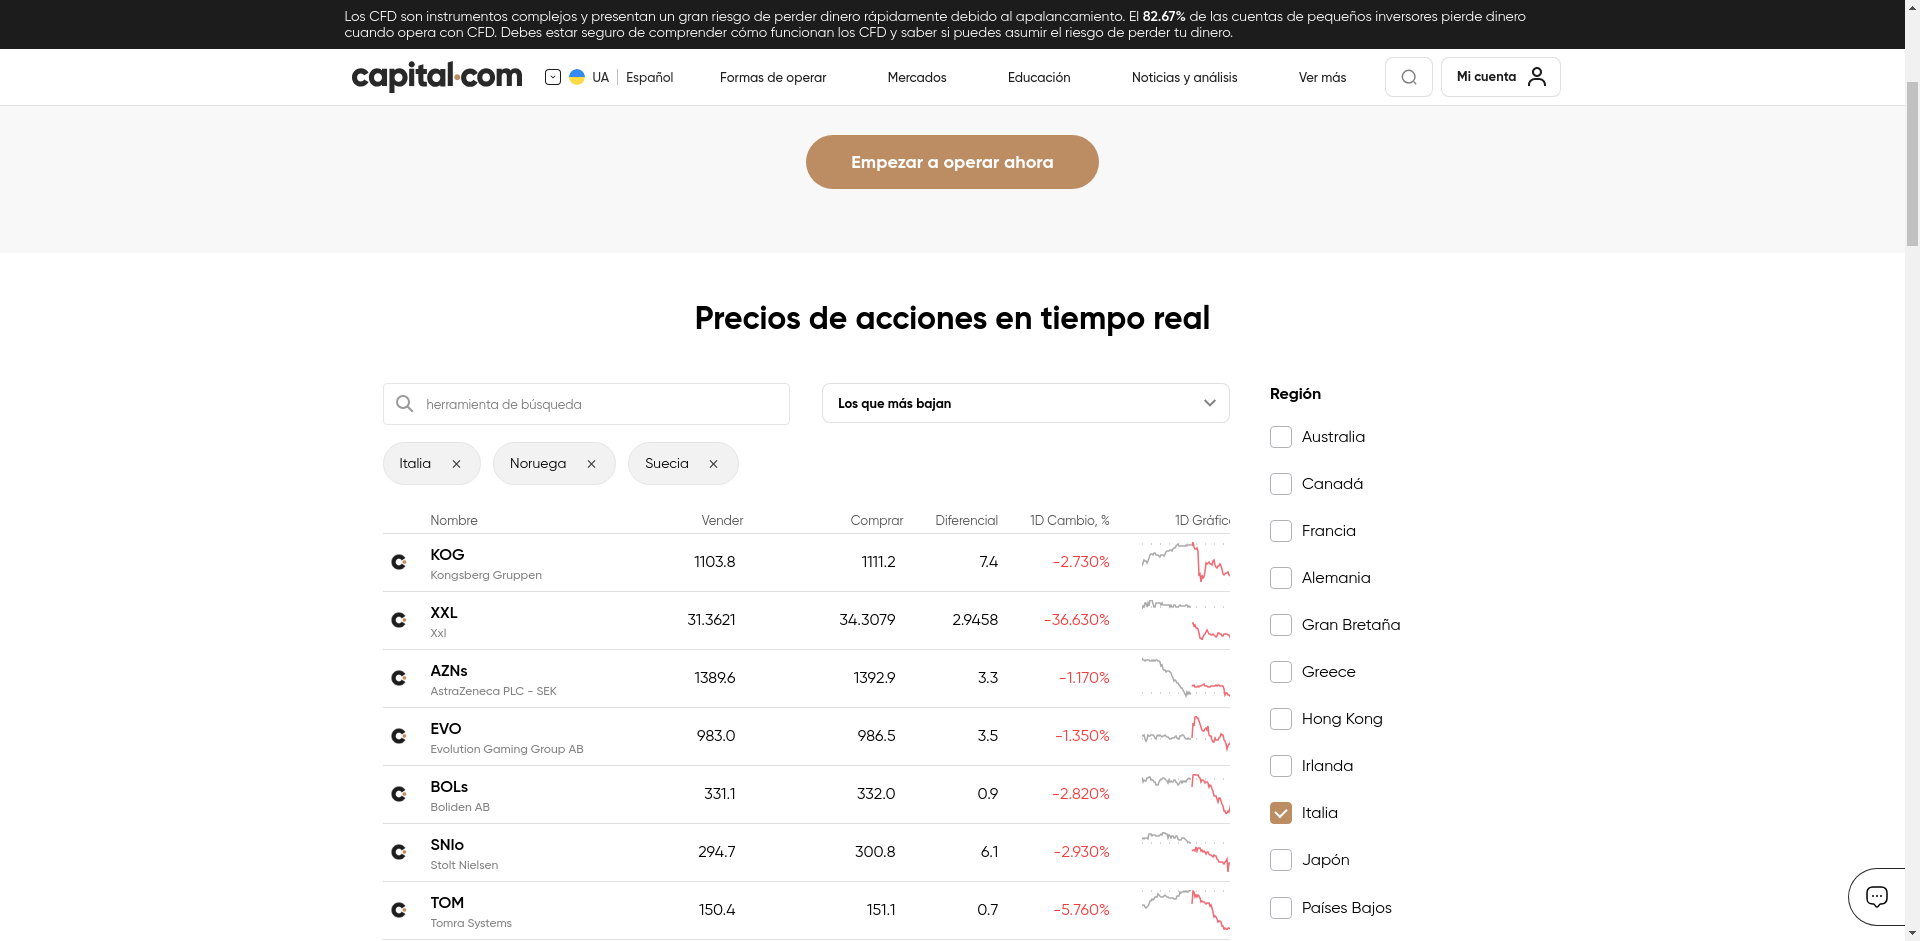 Los CFD son instrumentos complejos y presentan un gran riesgo de perder dinero rápidamente debido al apalancamiento. El 82.67% de las cuentas de pequeños inversores pierde dinero
cuando opera con CFD. Debes estar seguro de comprender cómo funcionan los CFD y saber si puedes asumir el riesgo de perder tu dinero.
capital.com UA Español Formas de operar Mercados Educación Noticias y análisis Ver más Mi cuenta
Empezar a operar ahora
Precios de acciones en tiempo real
herramienta de búsqueda
Los que más bajan
Italia Noruega Suecia
Nombre Vender Comprar Diferencial 1D Cambio, % 1D Gráfico
KOG
Kongsberg Gruppen
1103.8 1111.2 7.4 -2.730%
XXL
Xxl
31.3621 34.3079 2.9458 -36.630%
AZNs
AstraZeneca PLC - SEK
1389.6 1392.9 3.3 -1.170%
EVO
Evolution Gaming Group AB
983.0 986.5 3.5 -1.350%
BOLs
Boliden AB
331.1 332.0 0.9 -2.820%
SNIo
Stolt Nielsen
294.7 300.8 6.1 -2.930%
TOM
Tomra Systems
150.4 151.1 0.7 -5.760%
Región
Australia
Canadá
Francia
Alemania
Gran Bretaña
Greece
Hong Kong
Irlanda
Italia
Japón
Países Bajos